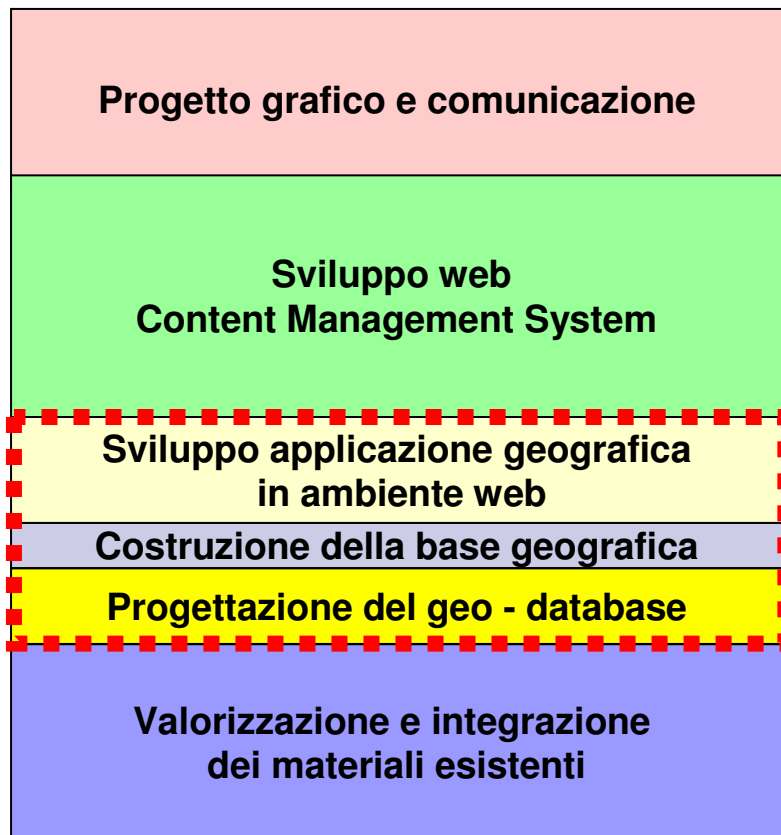 Progetto grafico e comunicazione
Sviluppo web
Content Management System
Sviluppo applicazione geografica
in ambiente web
Costruzione della base geografica
Progettazione del geo - database
Valorizzazione e integrazione
dei materiali esistenti